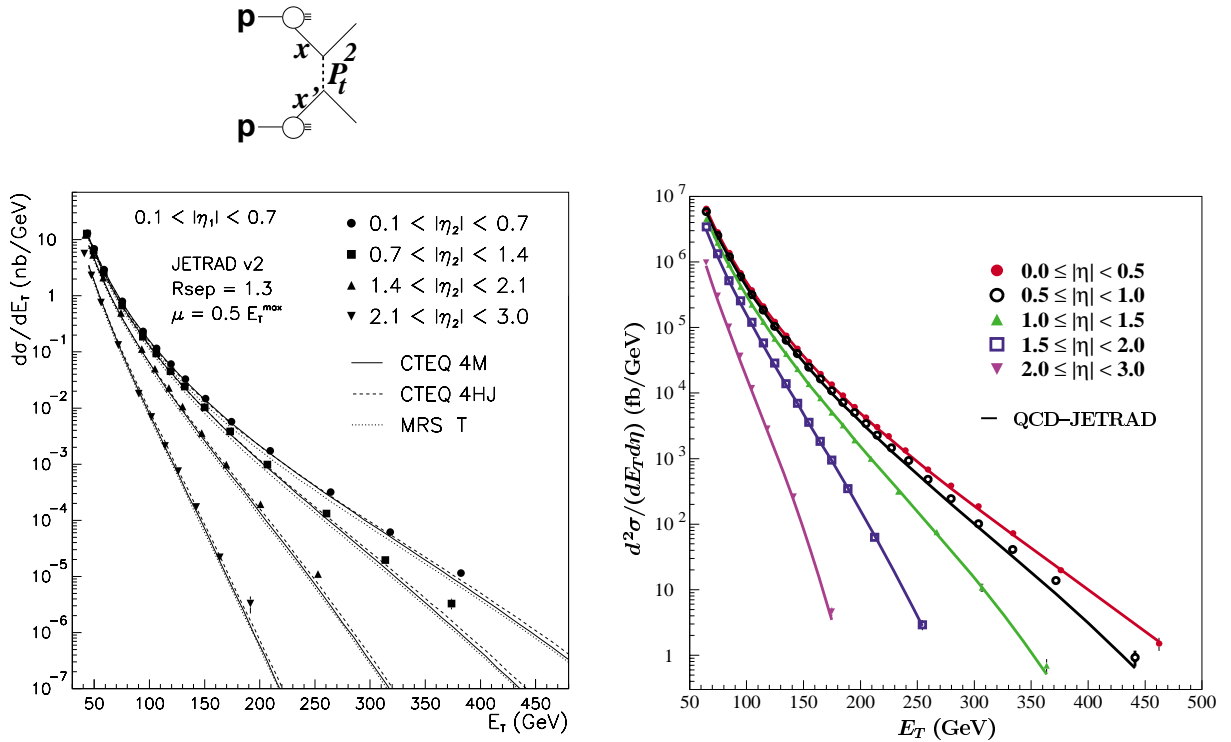 p
x
2
P_t
x'
p
dσ/dE_T (nb/GeV)
10
1
10^-1
10^-2
10^-3
10^-4
10^-5
10^-6
10^-7
0.1 < |η_1| < 0.7
JETRAD v2
Rsep = 1.3
μ = 0.5 E_T^max
0.1 < |η_2| < 0.7
0.7 < |η_2| < 1.4
1.4 < |η_2| < 2.1
2.1 < |η_2| < 3.0
CTEQ 4M
CTEQ 4HJ
MRS T
50 100 150 200 250 300 350 400 450
E_T (GeV)
d^2σ/(dE_T dη) (fb/GeV)
10^7
10^6
10^5
10^4
10^3
10^2
10
1
0.0 ≤ |η| < 0.5
0.5 ≤ |η| < 1.0
1.0 ≤ |η| < 1.5
1.5 ≤ |η| < 2.0
2.0 ≤ |η| < 3.0
QCD–JETRAD
50 100 150 200 250 300 350 400 450 500
E_T (GeV)